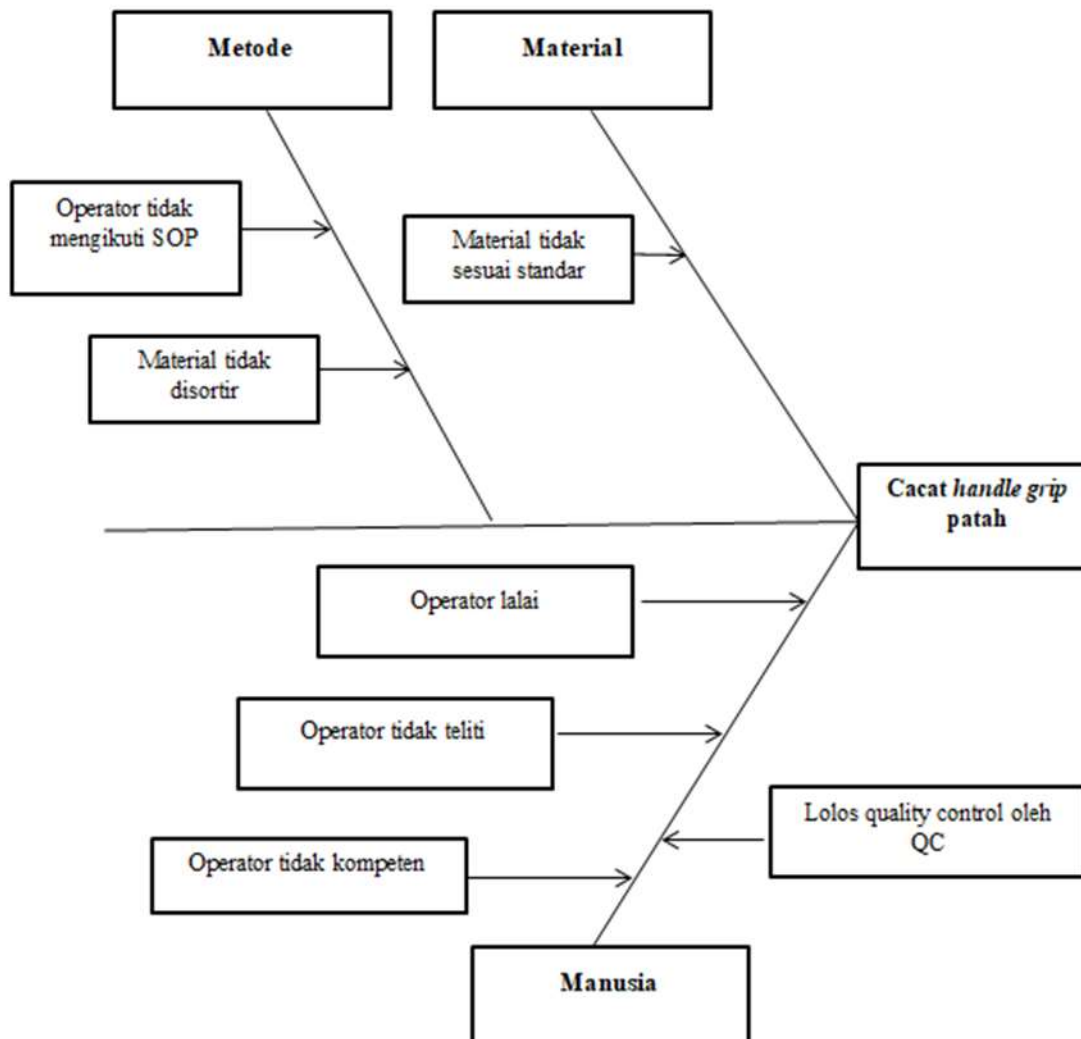 Metode
Material
Operator tidak
mengikuti SOP
Material tidak
sesuai standar
Material tidak
disortir
Cacat handle grip
patah
Operator lalai
Operator tidak teliti
Lolos quality control oleh
QC
Operator tidak kompeten
Manusia